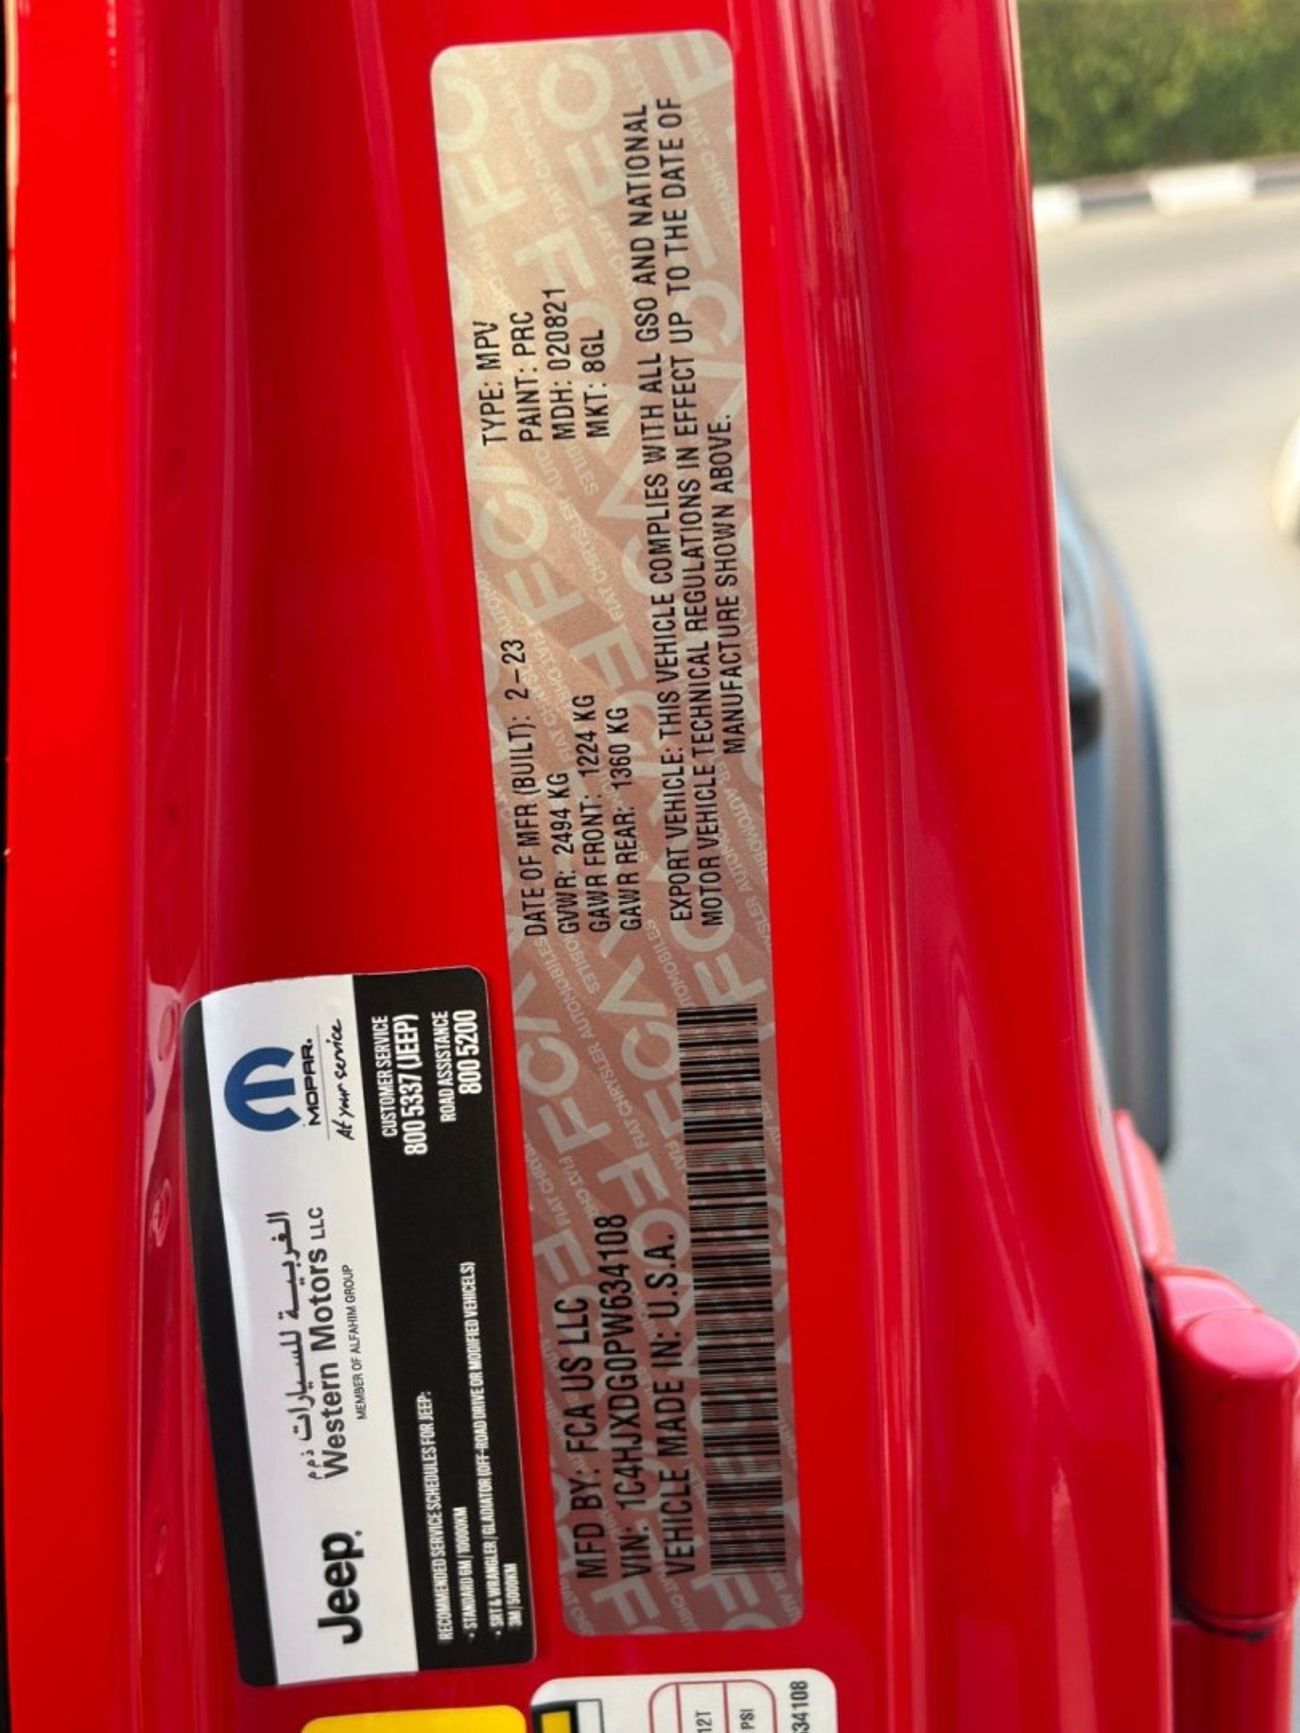 MFD BY: FCA US LLC
VIN: 1C4HJXDG0PW634108
VEHICLE MADE IN: U.S.A.
DATE OF MFR (BUILT): 2-23
GVWR: 2494 KG
GAWR FRONT: 1224 KG
GAWR REAR: 1360 KG
TYPE: MPV
PAINT: PRC
MDH: 020821
MKT: 8GL
EXPORT VEHICLE: THIS VEHICLE COMPLIES WITH ALL GSO AND NATIONAL
MOTOR VEHICLE TECHNICAL REGULATIONS IN EFFECT UP TO THE DATE OF
MANUFACTURE SHOWN ABOVE.
Jeep®
الغربية للسيارات ذ م م
Western Motors LLC
MEMBER OF ALFAHIM GROUP
MOPAR®
At your service
CUSTOMER SERVICE
800 5337 (JEEP)
ROAD ASSISTANCE
800 5200
RECOMMENDED SERVICE SCHEDULES FOR JEEP:
• STANDARD 6M / 10000KM
• SRT & WRANGLER / GLADIATOR (OFF-ROAD DRIVE OR MODIFIED VEHICELS)
3M / 5000KM
12T
PSI
34108